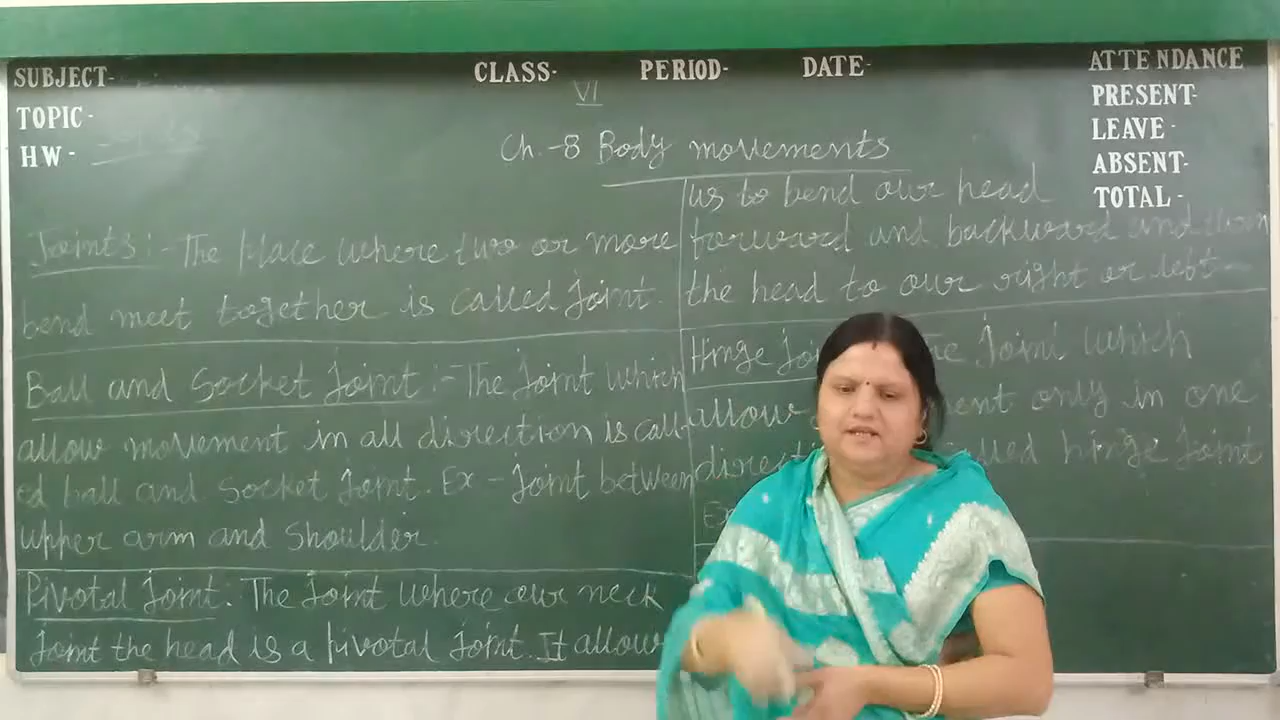 SUBJECT- CLASS- PERIOD- DATE- ATTENDANCE
VI
TOPIC- PRESENT-
HW- LEAVE-
ABSENT-
TOTAL-
Ch.-8 Body movements
Joints:- The place where two or more
bend meet together is called joint.
Ball and Socket Joint:- The joint which
allow movement in all direction is call-
ed ball and socket joint. Ex- joint between
upper arm and shoulder.
Pivotal Joint. The joint where our neck
joint the head is a pivotal joint. It allows
us to bend our head
forward and backward and turn
the head to our right or left-
Hinge joint which
allow only in one
hinge joint
Ex